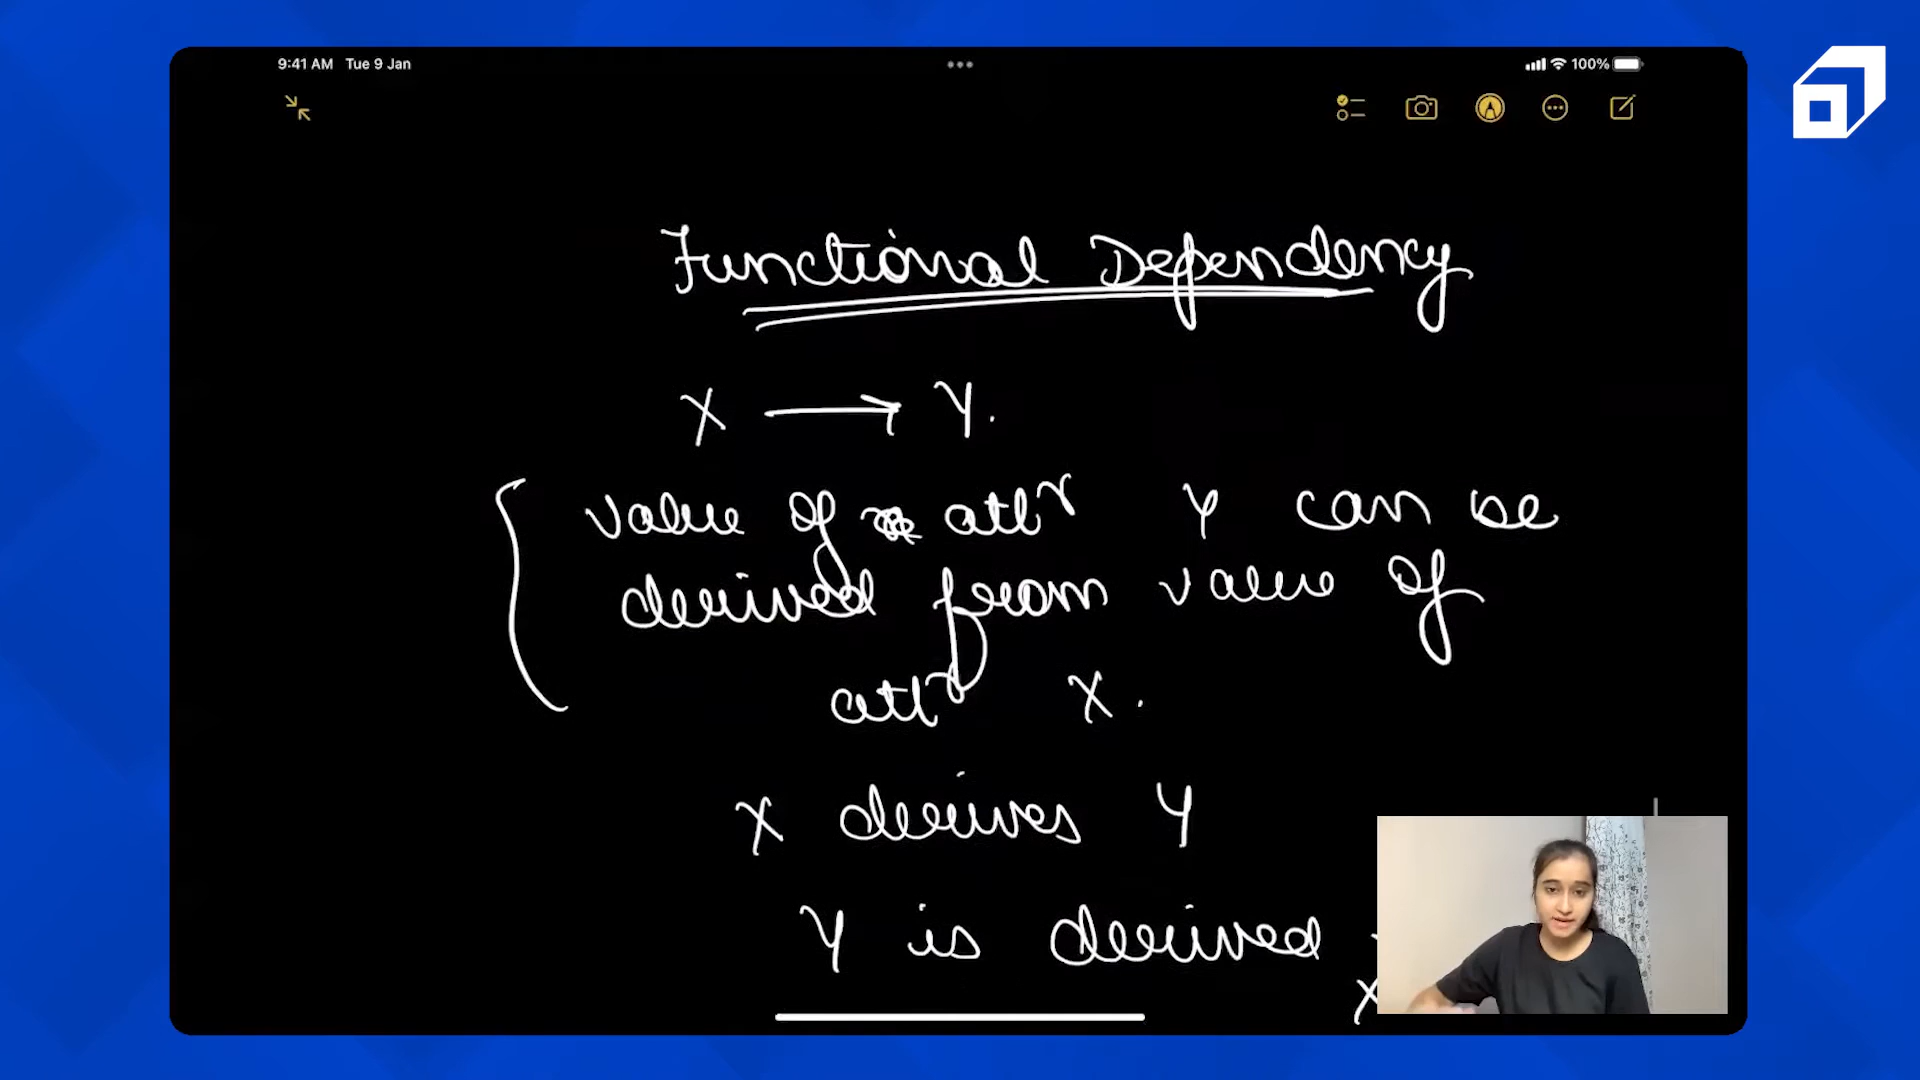 9:41 AM Tue 9 Jan
100%
Functional Dependency
X → Y.
value of attr Y can be
derived from value of
attr X.
X derives Y
Y is derived
X